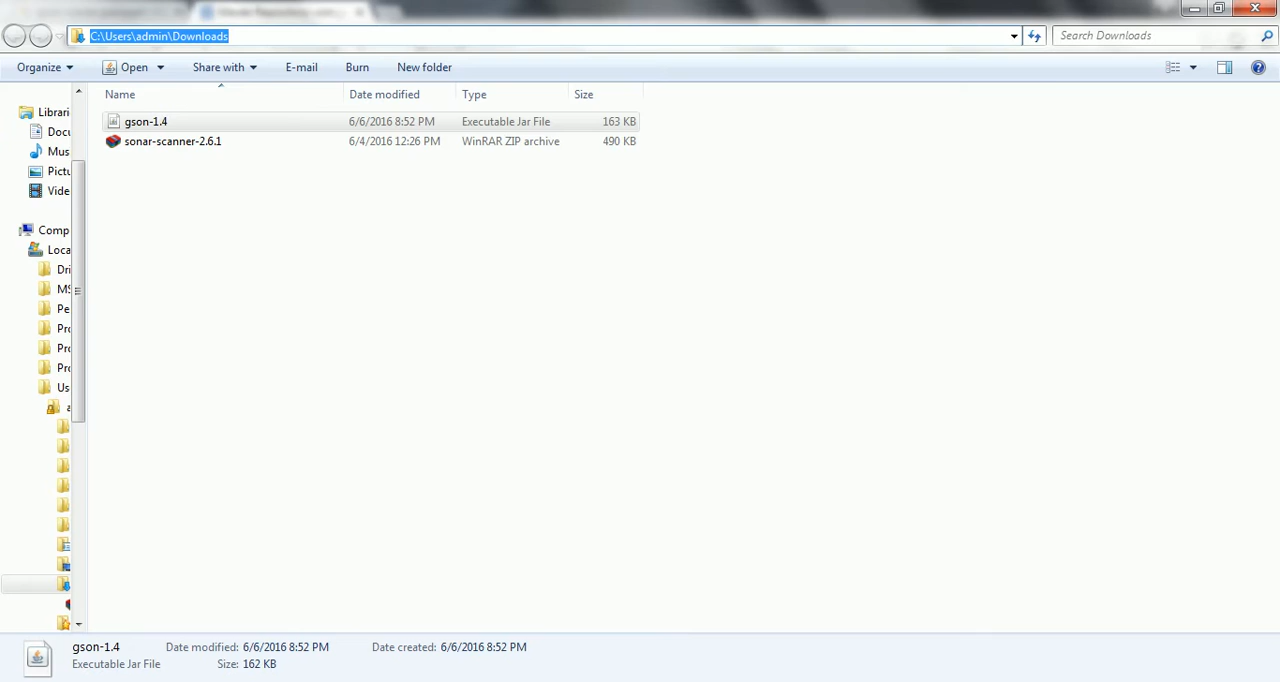 C:\Users\admin\Downloads
Search Downloads
Organize Open Share with E-mail Burn New folder
Name Date modified Type Size
gson-1.4 6/6/2016 8:52 PM Executable Jar File 163 KB
sonar-scanner-2.6.1 6/4/2016 12:26 PM WinRAR ZIP archive 490 KB
Librari
Docu
Mus
Pictu
Vide
Comp
Loca
Dri
MS
Pe
Pro
Pro
Pro
Us
a
gson-1.4 Date modified: 6/6/2016 8:52 PM Date created: 6/6/2016 8:52 PM
Executable Jar File Size: 162 KB